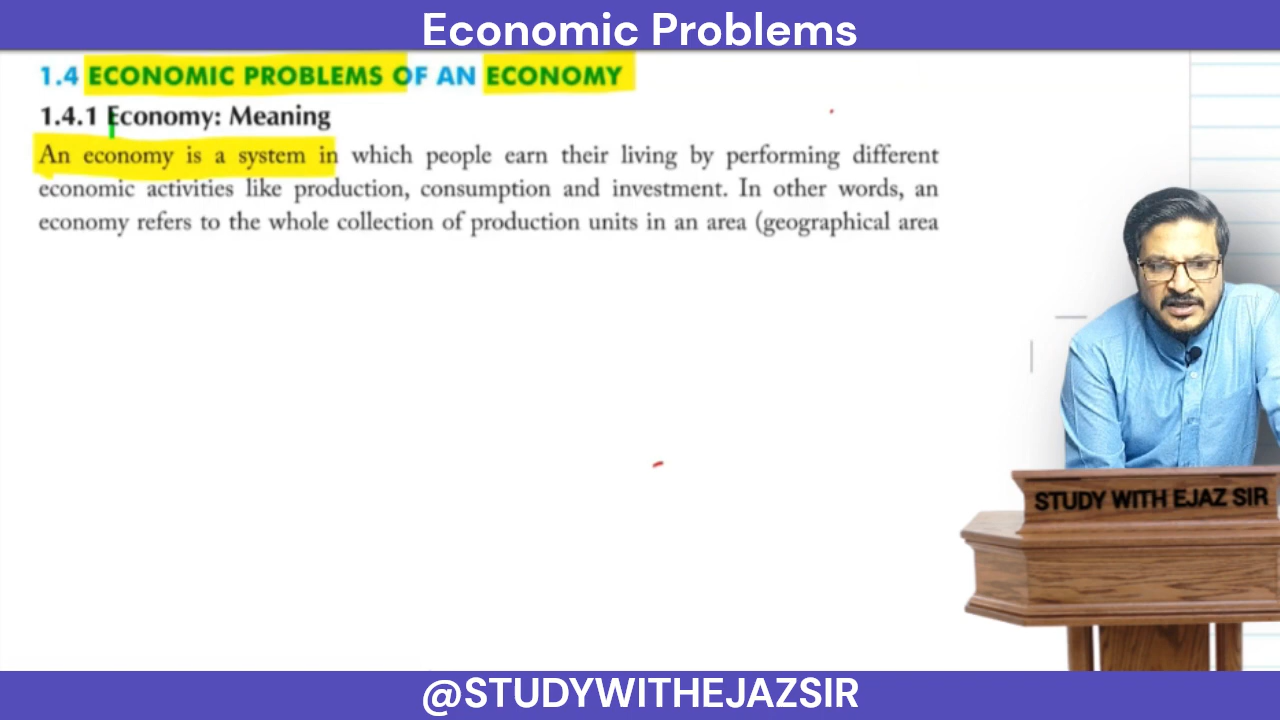 Economic Problems
1.4 ECONOMIC PROBLEMS OF AN ECONOMY
1.4.1 Economy: Meaning
An economy is a system in which people earn their living by performing different
economic activities like production, consumption and investment. In other words, an
economy refers to the whole collection of production units in an area (geographical area
STUDY WITH EJAZ SIR
@STUDYWITHEJAZSIR